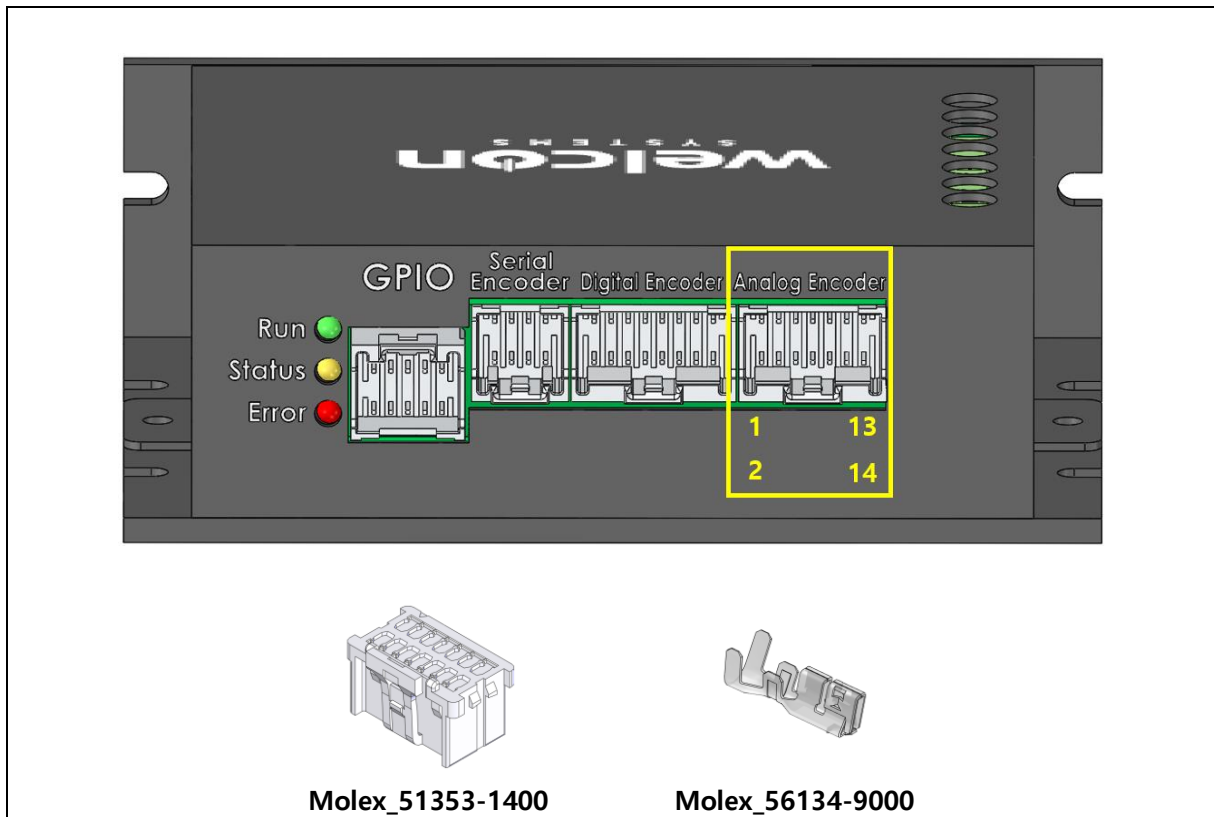 welcon
SYSTEMS
GPIO
Serial
Encoder
Digital Encoder
Analog Encoder
Run
Status
Error
1 13
2 14
Molex_51353-1400
Molex_56134-9000